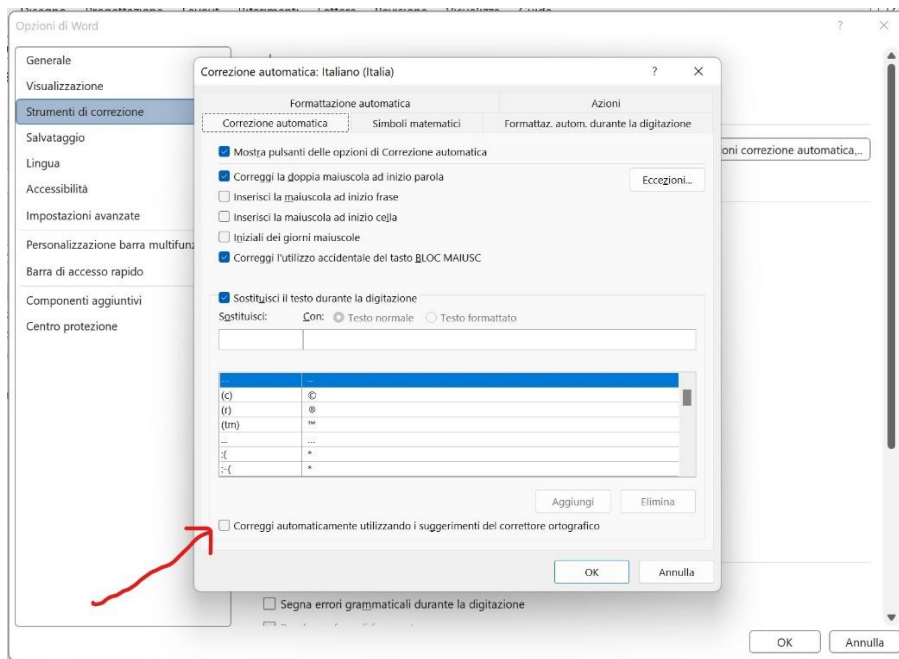 Opzioni di Word
?
Generale
Visualizzazione
Strumenti di correzione
Salvataggio
Lingua
Accessibilità
Impostazioni avanzate
Personalizzazione barra multifunz
Barra di accesso rapido
Componenti aggiuntivi
Centro protezione
oni correzione automatica...
Correzione automatica: Italiano (Italia)
?
Formattazione automatica Azioni
Correzione automatica Simboli matematici Formattaz. autom. durante la digitazione
Mostra pulsanti delle opzioni di Correzione automatica
Correggi la doppia maiuscola ad inizio parola
Eccezioni...
Inserisci la maiuscola ad inizio frase
Inserisci la maiuscola ad inizio cella
Iniziali dei giorni maiuscole
Correggi l'utilizzo accidentale del tasto BLOC MAIUSC
Sostituisci il testo durante la digitazione
Sostituisci: Con: Testo normale Testo formattato
(c) ©
(r) ®
(tm) ™
... ...
:(
:-(
Aggiungi Elimina
Correggi automaticamente utilizzando i suggerimenti del correttore ortografico
OK Annulla
Segna errori grammaticali durante la digitazione
OK Annulla